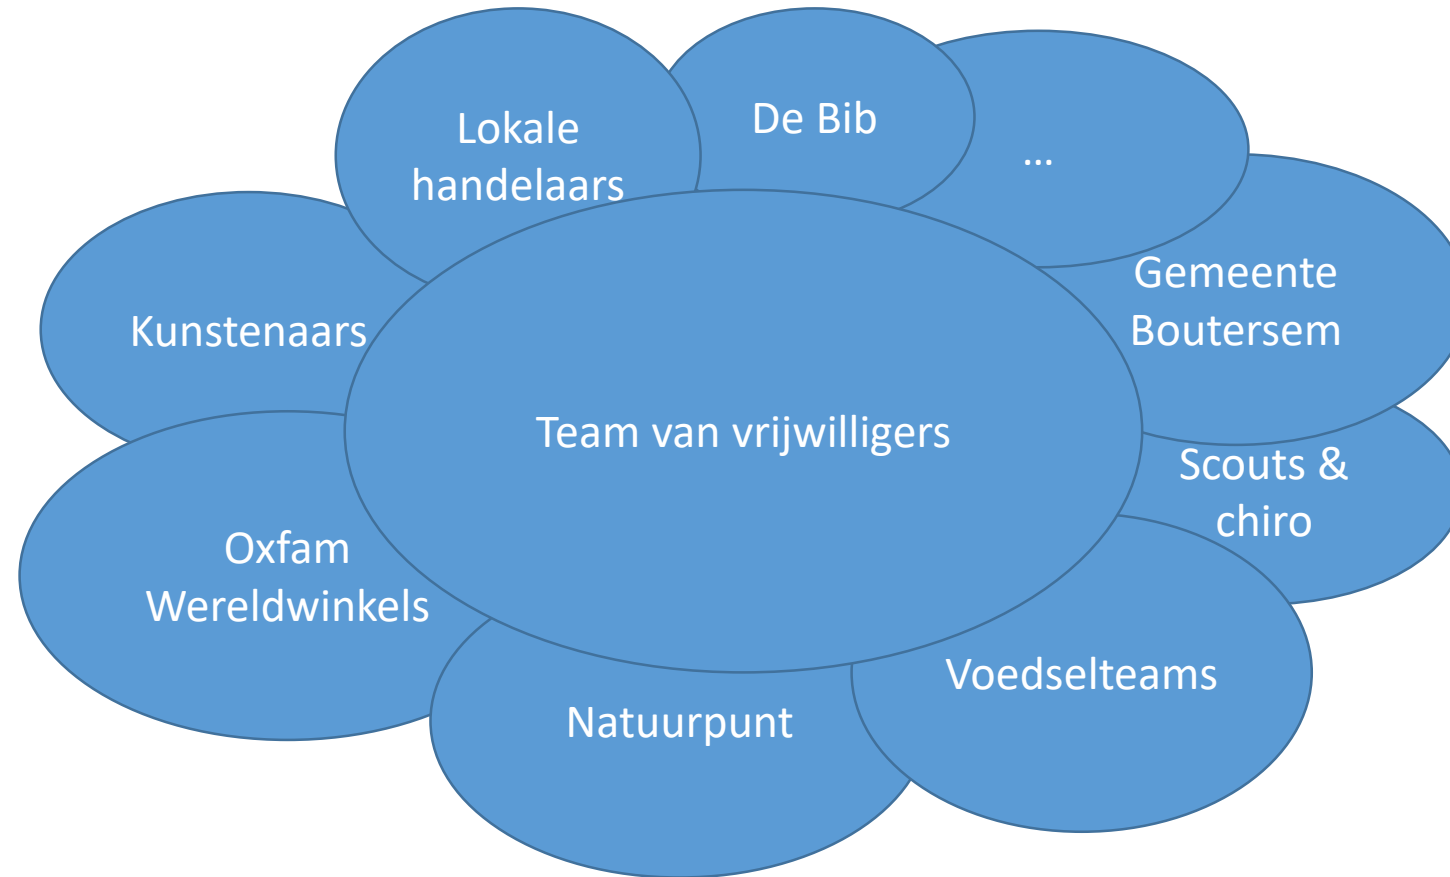 Lokale
handelaars
De Bib
...
Gemeente
Boutersem
Kunstenaars
Team van vrijwilligers
Scouts &
chiro
Oxfam
Wereldwinkels
Voedselteams
Natuurpunt